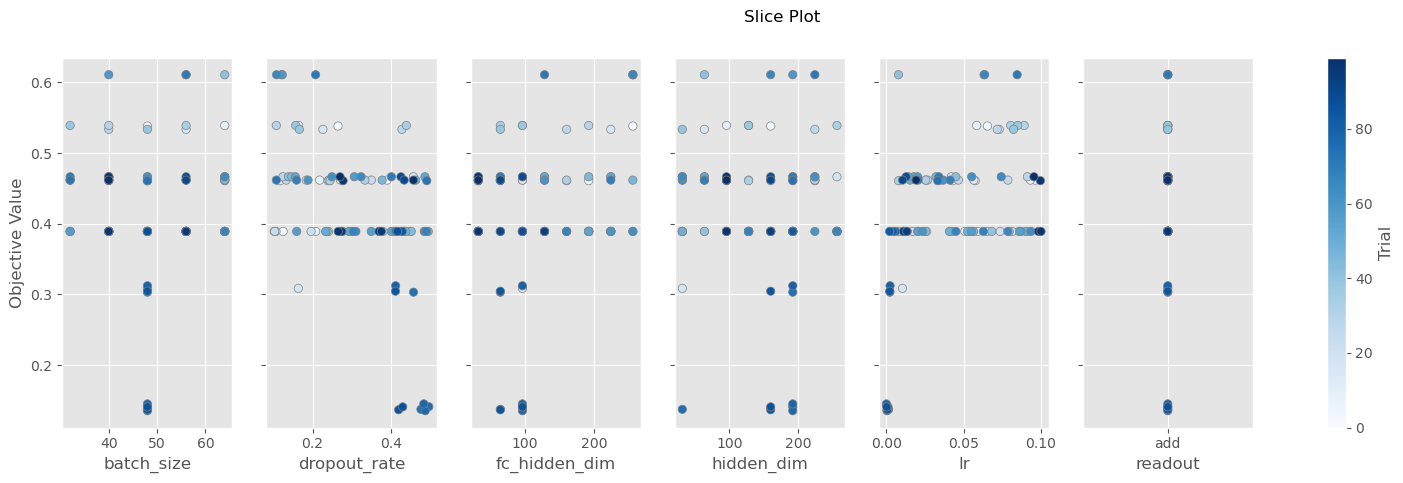 Slice Plot
Objective Value
0.6
0.5
0.4
0.3
0.2
40 60
batch_size
0.2 0.4
dropout_rate
100 200
fc_hidden_dim
100 200
hidden_dim
0.00 0.05 0.10
lr
add
readout
80
60
40
20
0
Trial